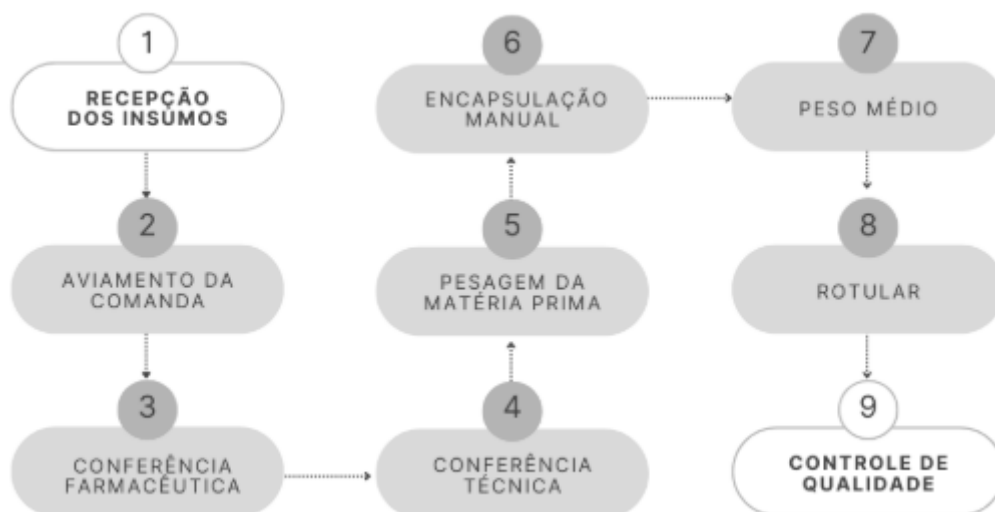 1
RECEPÇÃO
DOS INSUMOS
2
AVIAMENTO DA
COMANDA
3
CONFERÊNCIA
FARMACÊUTICA
4
CONFERÊNCIA
TÉCNICA
5
PESAGEM DA
MATÉRIA PRIMA
6
ENCAPSULAÇÃO
MANUAL
7
PESO MÉDIO
8
ROTULAR
9
CONTROLE DE
QUALIDADE